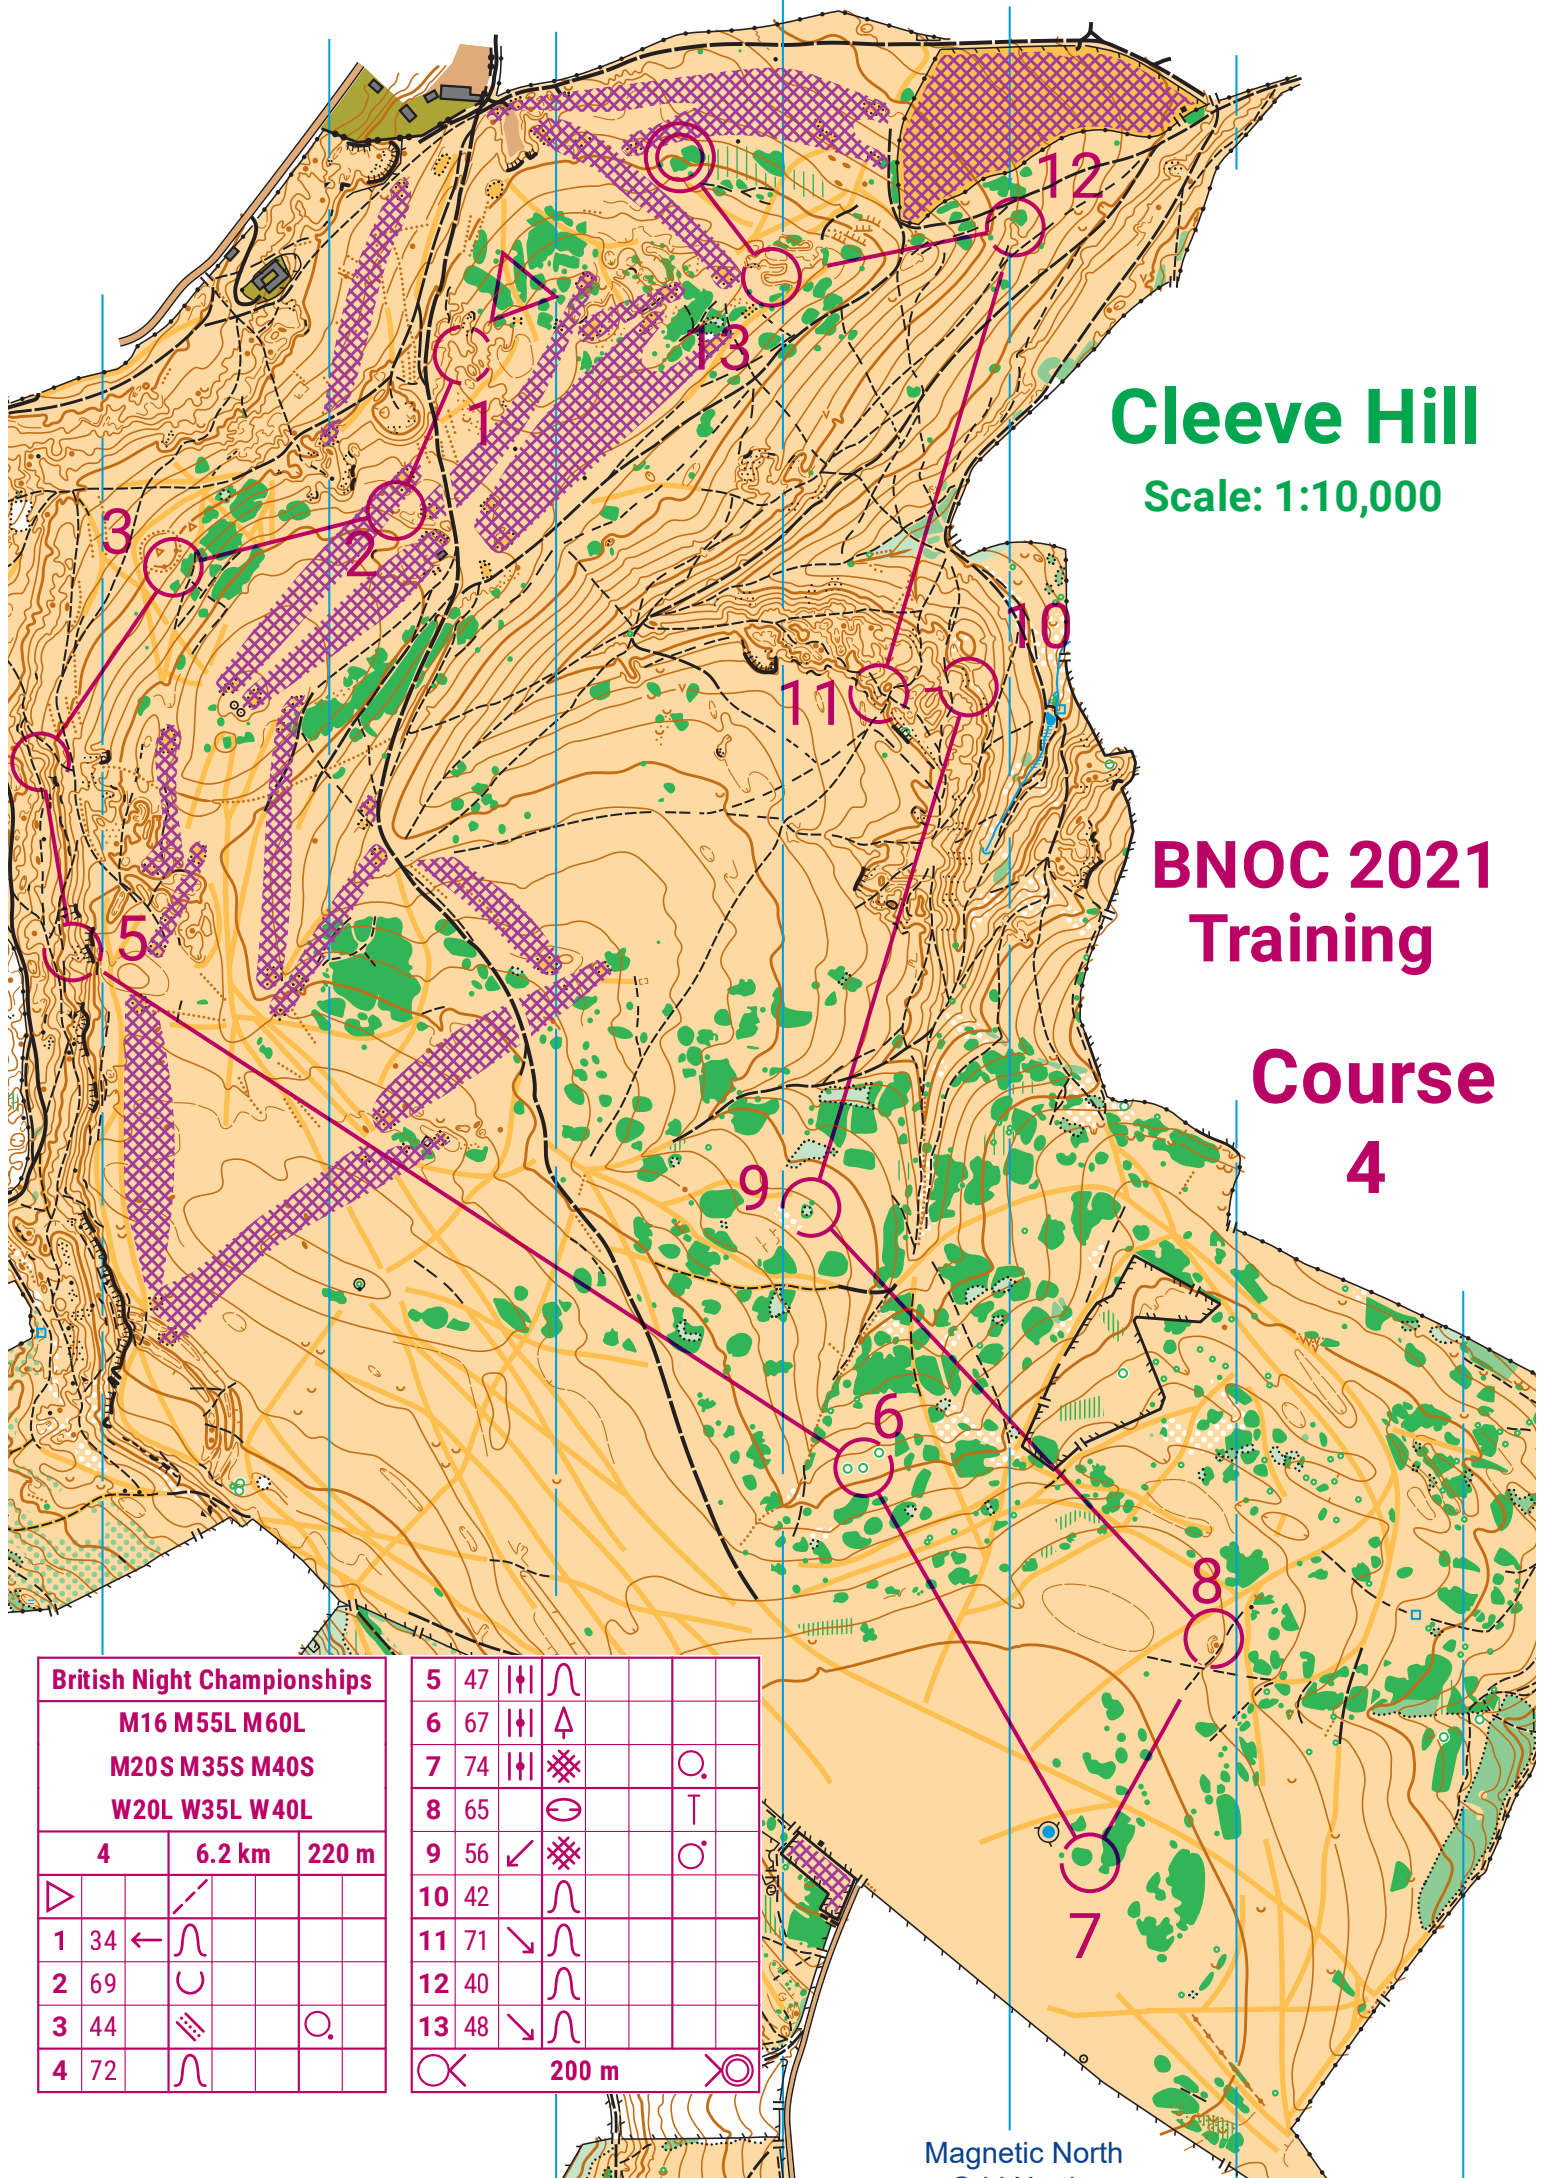 12
13
1
Cleeve Hill
Scale: 1:10,000
3
2
10
11
BNOC 2021
Training
5
Course
4
9
6
8
7
British Night Championships
M16 M55L M60L
M20S M35S M40S
W20L W35L W40L
4 6.2 km 220 m
1 34
2 69
3 44
4 72
5 47
6 67
7 74
8 65
9 56
10 42
11 71
12 40
13 48
200 m
Magnetic North